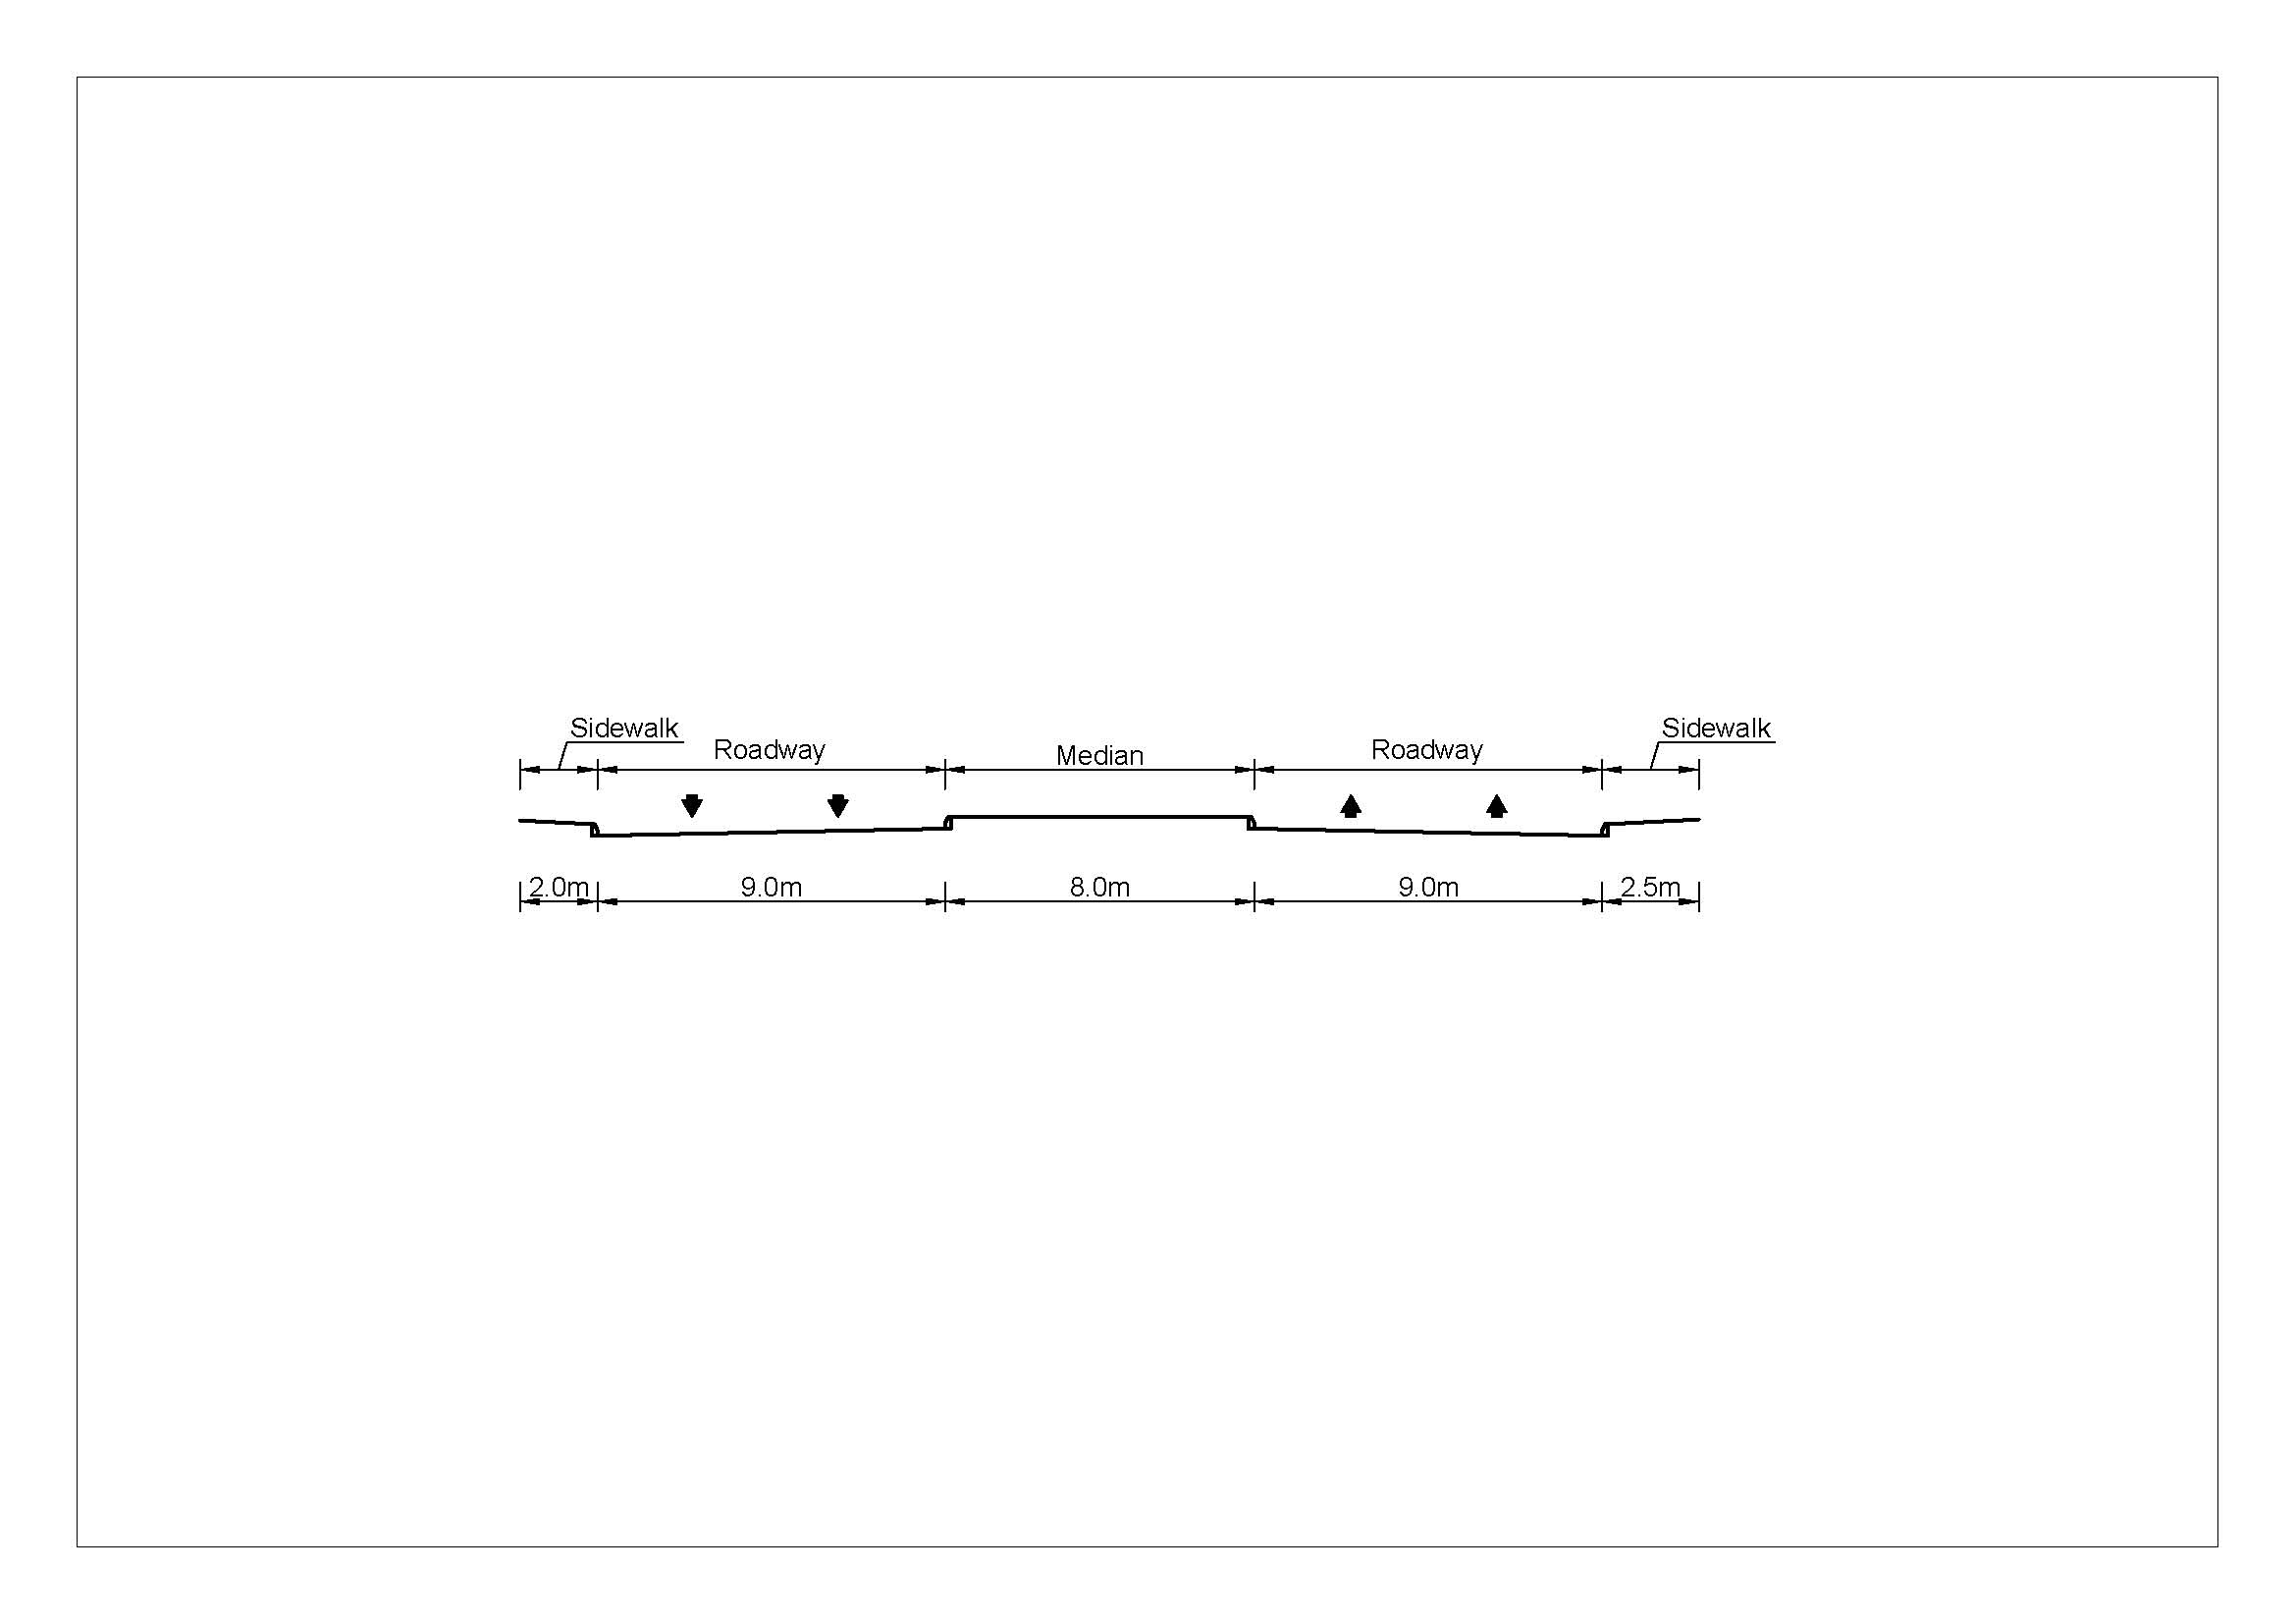 Sidewalk
Roadway
Median
Roadway
Sidewalk
2.0m
9.0m
8.0m
9.0m
2.5m